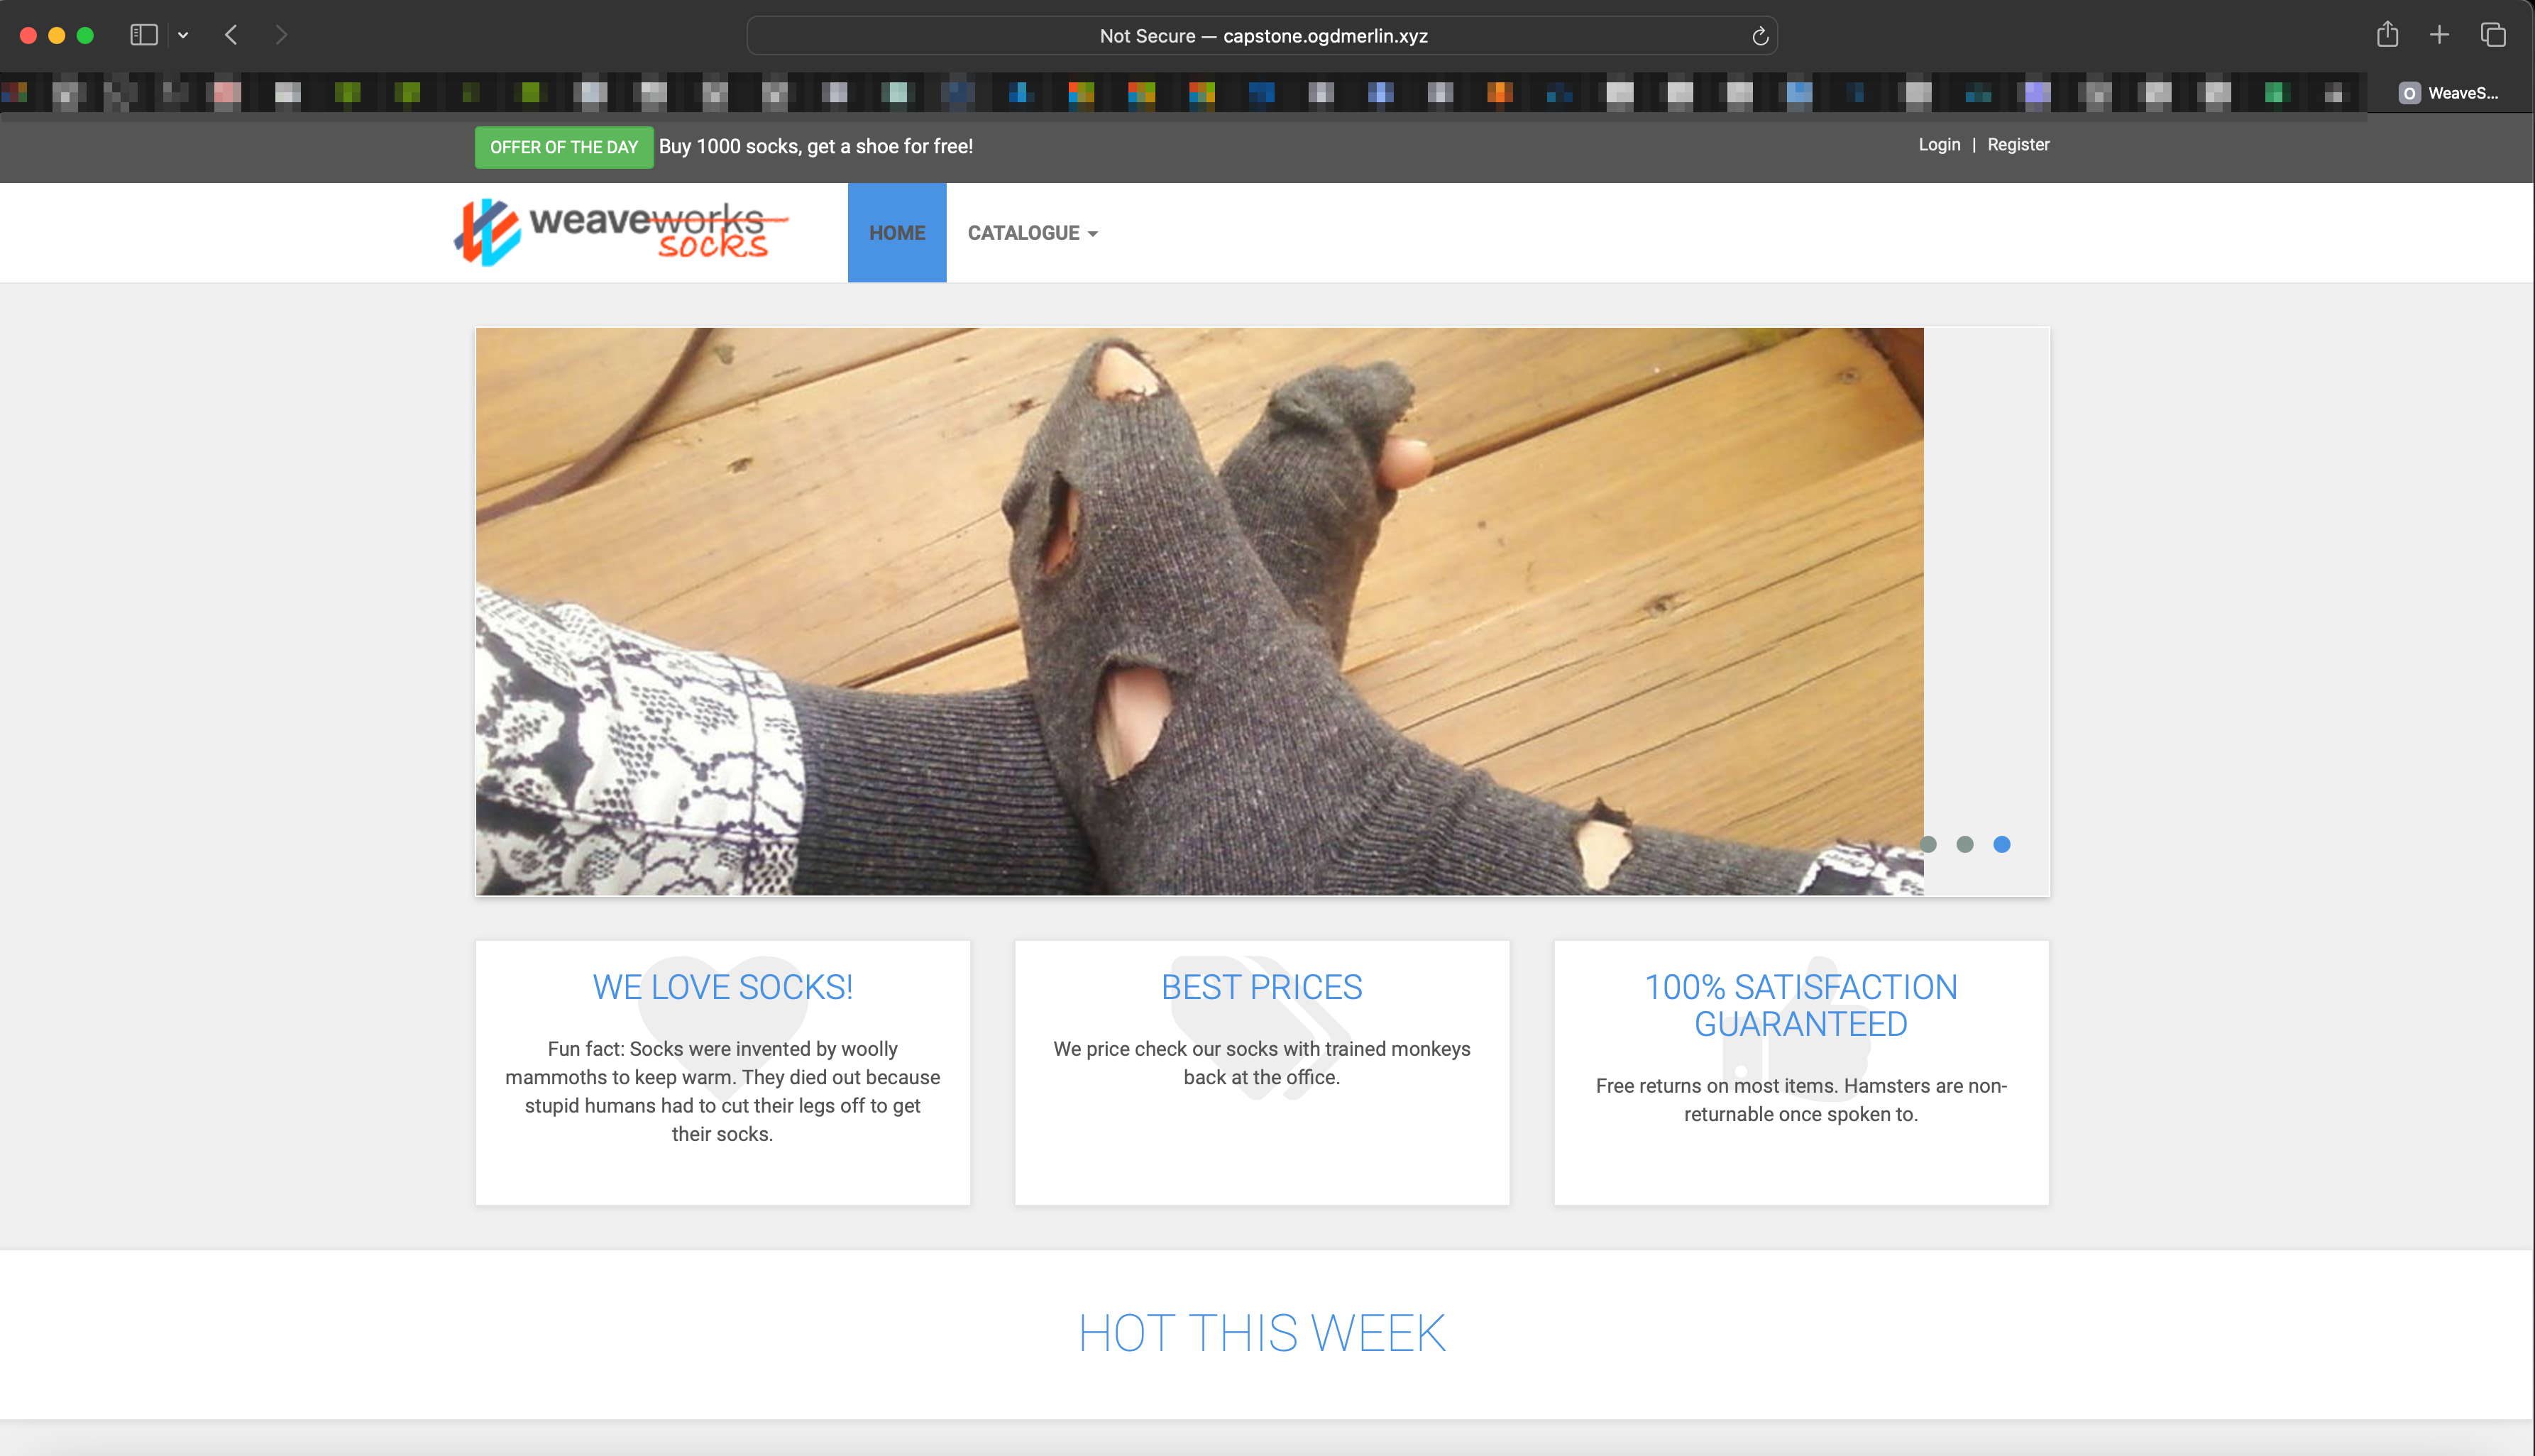 Not Secure — capstone.ogdmerlin.xyz
O WeaveS...
OFFER OF THE DAY Buy 1000 socks, get a shoe for free!
Login | Register
weaveworks
socks
HOME CATALOGUE
WE LOVE SOCKS!
Fun fact: Socks were invented by woolly
mammoths to keep warm. They died out because
stupid humans had to cut their legs off to get
their socks.
BEST PRICES
We price check our socks with trained monkeys
back at the office.
100% SATISFACTION
GUARANTEED
Free returns on most items. Hamsters are non-
returnable once spoken to.
HOT THIS WEEK